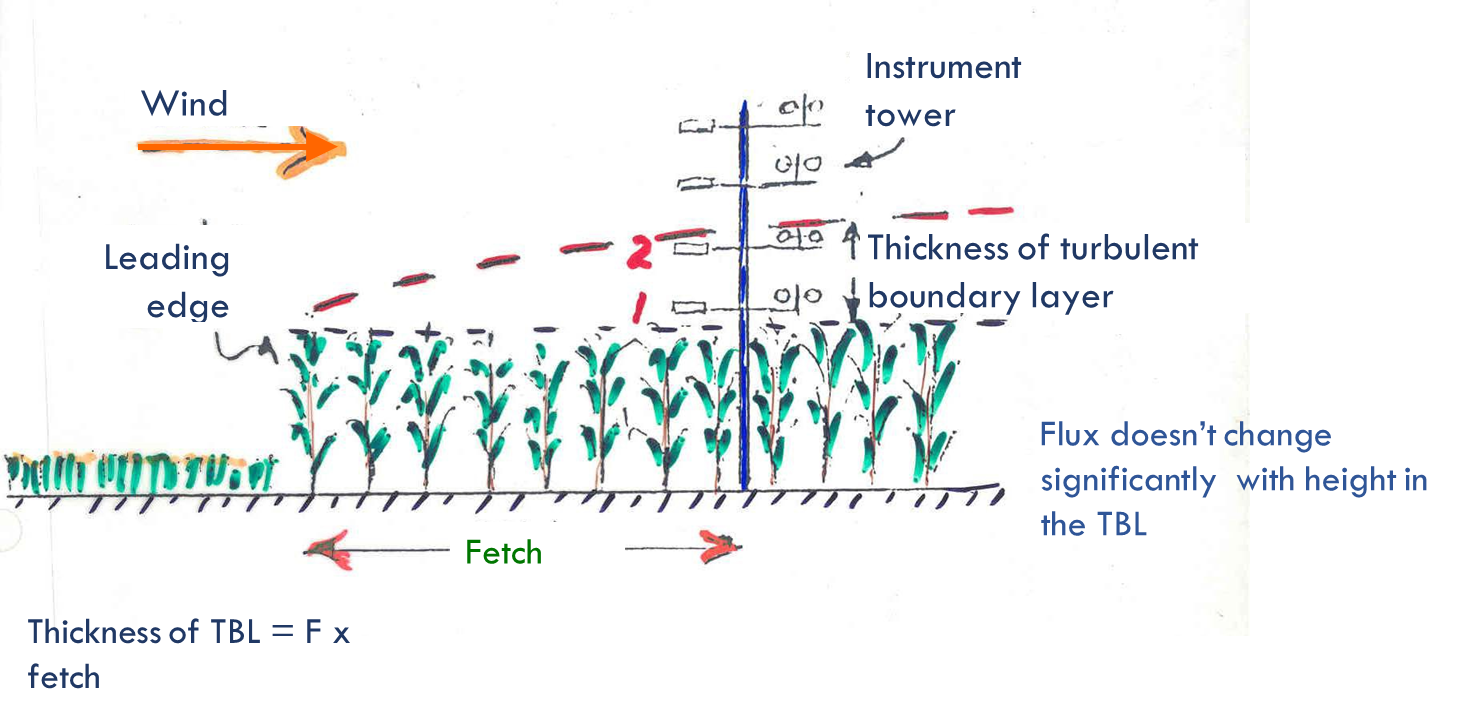 Wind
Instrument
tower
Leading
edge
2
1
Thickness of turbulent
boundary layer
Flux doesn't change
significantly with height in
the TBL
Fetch
Thickness of TBL = F x
fetch